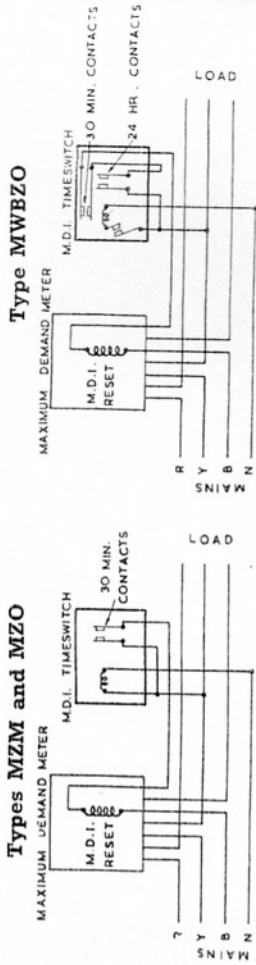 Types MZM and MZO
MAXIMUM DEMAND METER
M.D.I. TIMESWITCH
30 MIN.
CONTACTS
M.D.I.
RESET
LOAD
Y
B
N
MAINS
Type MWBZO
MAXIMUM DEMAND METER
M.D.I. TIMESWITCH
30 MIN. CONTACTS
24 HR. CONTACTS
M.D.I.
RESET
LOAD
R
Y
B
N
MAINS